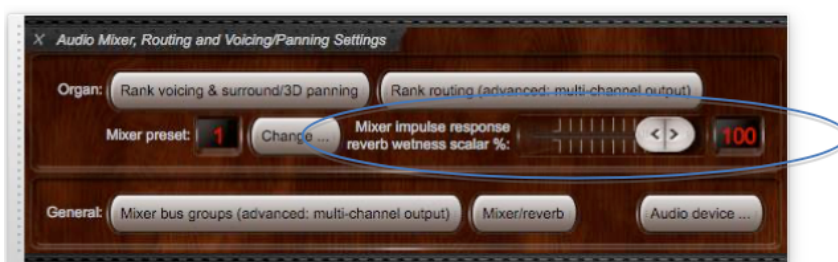 X Audio Mixer, Routing and Voicing/Panning Settings
Organ: Rank voicing & surround/3D panning Rank routing (advanced: multi-channel output)
Mixer preset: 1 Change ... Mixer impulse response
reverb wetness scalar %: < > 100
General: Mixer bus groups (advanced: multi-channel output) Mixer/reverb Audio device ...